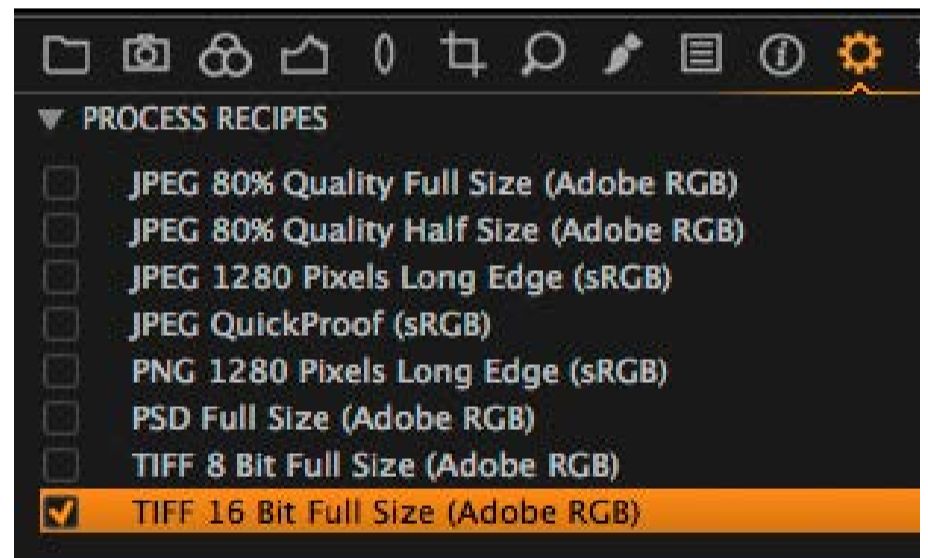 PROCESS RECIPES
JPEG 80% Quality Full Size (Adobe RGB)
JPEG 80% Quality Half Size (Adobe RGB)
JPEG 1280 Pixels Long Edge (sRGB)
JPEG QuickProof (sRGB)
PNG 1280 Pixels Long Edge (sRGB)
PSD Full Size (Adobe RGB)
TIFF 8 Bit Full Size (Adobe RGB)
TIFF 16 Bit Full Size (Adobe RGB)